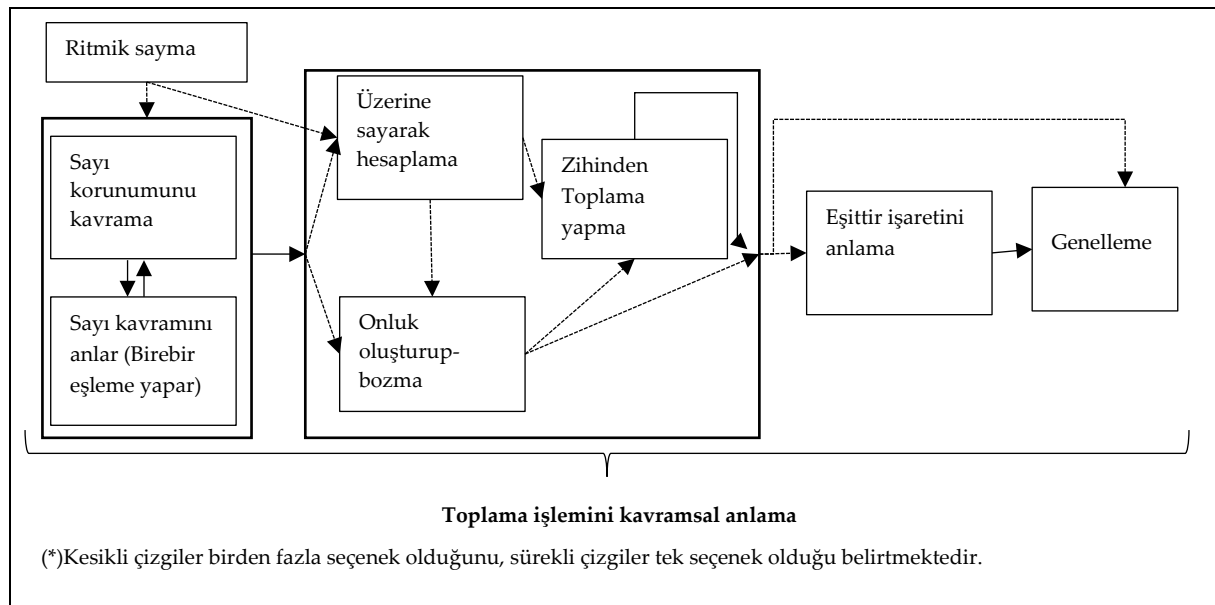 Ritmik sayma
Sayı
korunumunu
kavrama
Sayı kavramını
anlar (Birebir
eşleme yapar)
Üzerine
sayarak
hesaplama
Onluk
oluşturup-
bozma
Zihinden
Toplama
yapma
Eşittir işaretini
anlama
Genelleme
Toplama işlemini kavramsal anlama
(*)Kesikli çizgiler birden fazla seçenek olduğunu, sürekli çizgiler tek seçenek olduğu belirtmektedir.